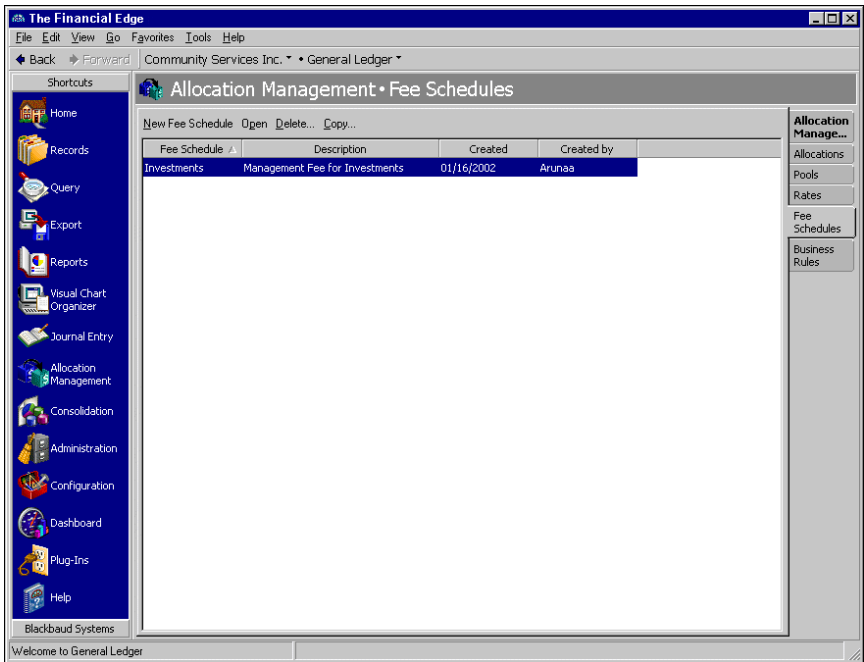 The Financial Edge
File Edit View Go Favorites Tools Help
Back Forward Community Services Inc. • General Ledger
Shortcuts
Home
Records
Query
Export
Reports
Visual Chart
Organizer
Journal Entry
Allocation
Management
Consolidation
Administration
Configuration
Dashboard
Plug-Ins
Help
Blackbaud Systems
Allocation Management • Fee Schedules
New Fee Schedule Open Delete... Copy...
Fee Schedule Description Created Created by
Investments Management Fee for Investments 01/16/2002 Arunaa
Allocation
Manage...
Allocations
Pools
Rates
Fee
Schedules
Business
Rules
Welcome to General Ledger